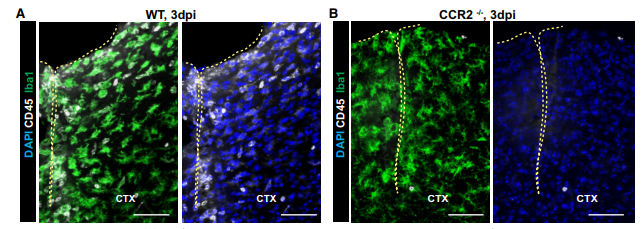 A
WT, 3dpi
DAPI CD45 Iba1
CTX
CTX
B
CCR2 -/-, 3dpi
DAPI CD45 Iba1
CTX
CTX